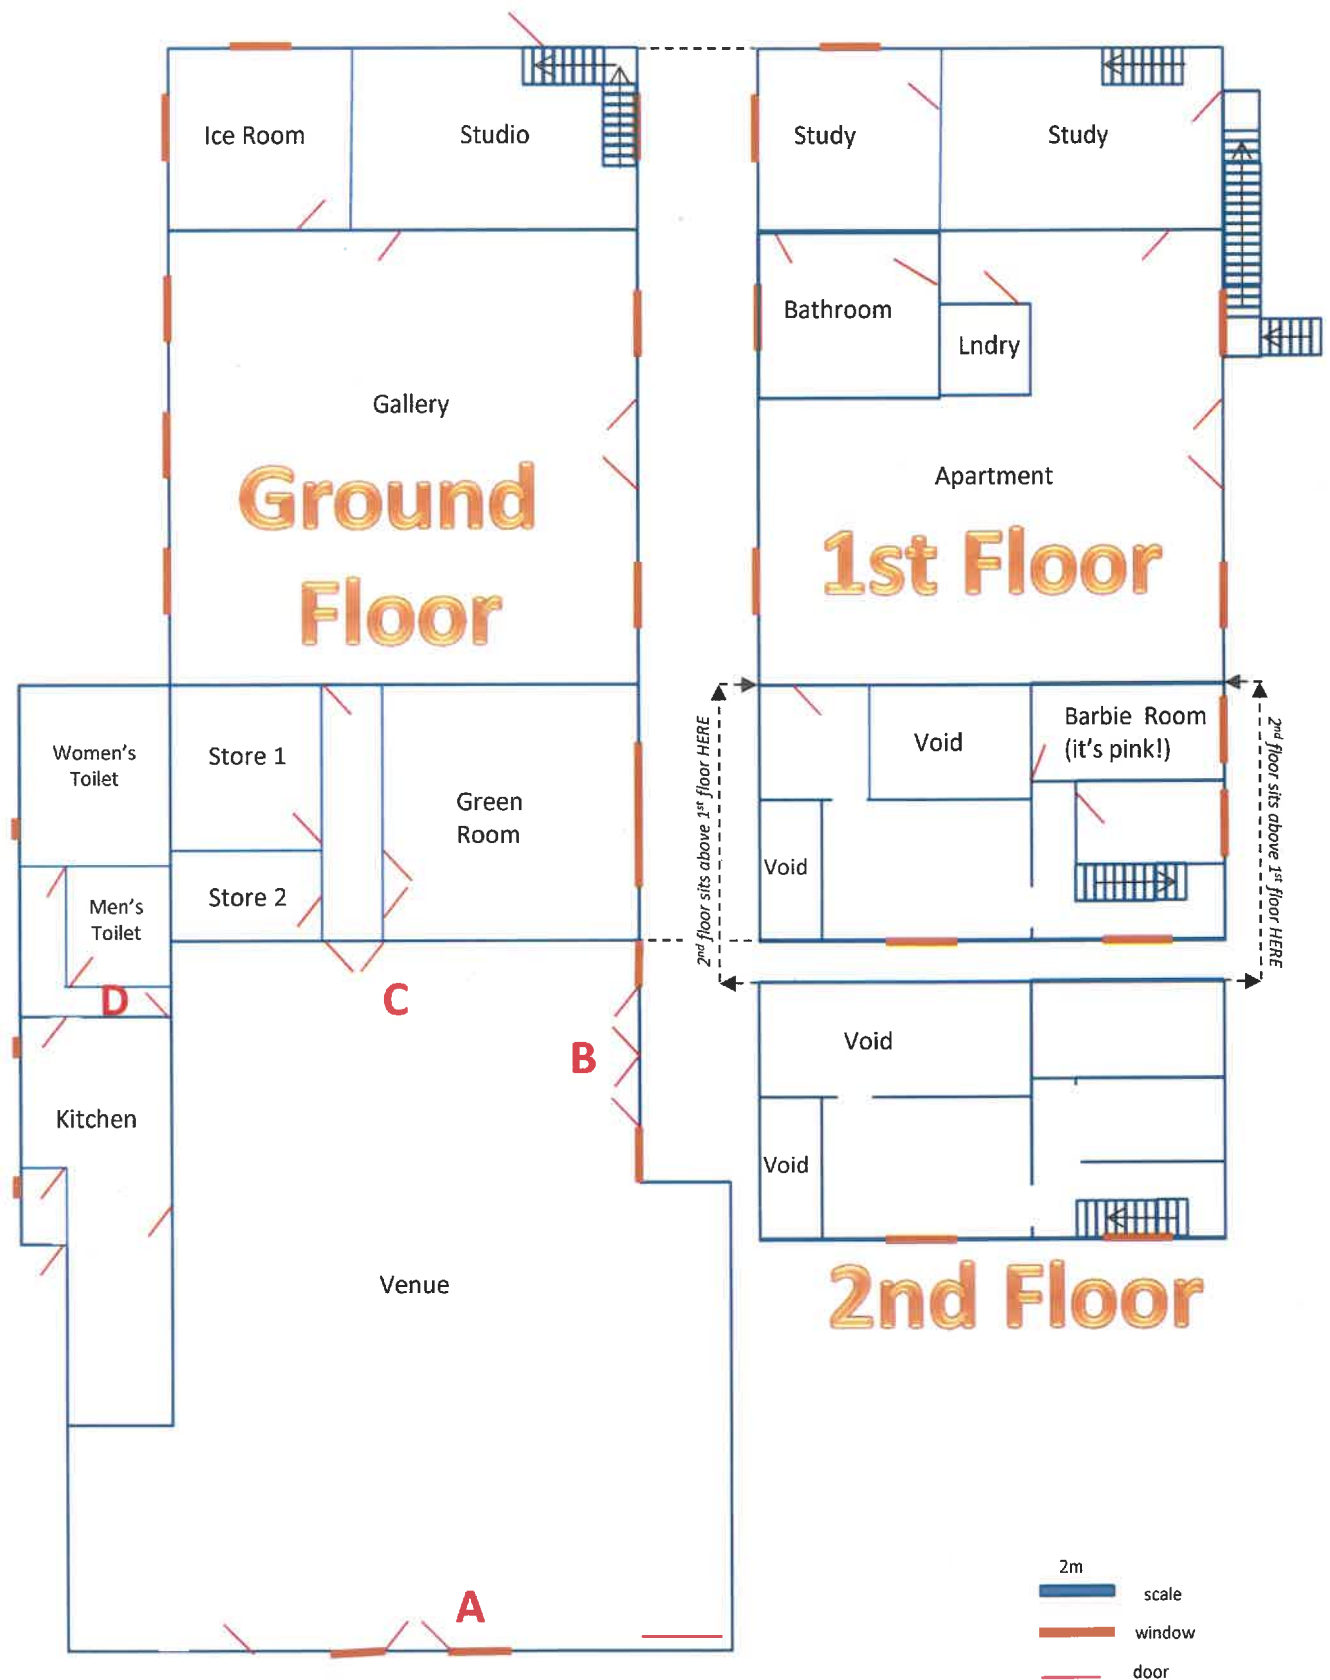 Ice Room
Studio
Study
Study
Bathroom
Lndry
Gallery
Apartment
Ground
Floor
1st Floor
Women's
Toilet
Store 1
Green
Room
Store 2
Men's
Toilet
Void
Barbie Room
(it's pink!)
Void
2nd floor sits above 1st floor HERE
2nd floor sits above 1st floor HERE
D
C
B
Kitchen
Venue
A
Void
Void
2nd Floor
2m
scale
window
door